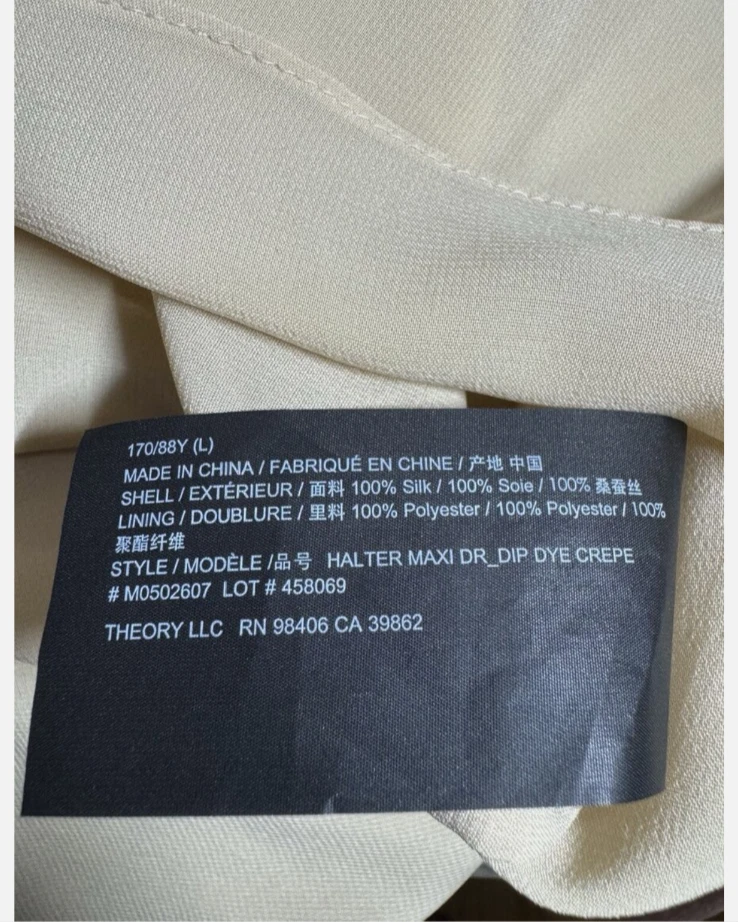 170/88Y (L)
MADE IN CHINA / FABRIQUÉ EN CHINE / 产地 中国
SHELL / EXTÉRIEUR / 面料 100% Silk / 100% Soie / 100% 桑蚕丝
LINING / DOUBLURE / 里料 100% Polyester / 100% Polyester / 100%
聚酯纤维
STYLE / MODÈLE /品号 HALTER MAXI DR_DIP DYE CREPE
# M0502607 LOT # 458069
THEORY LLC RN 98406 CA 39862